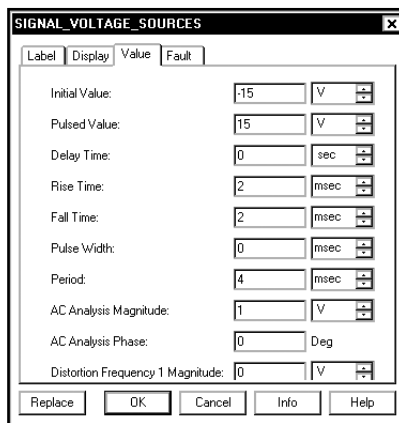 SIGNAL_VOLTAGE_SOURCES
Label Display Value Fault
Initial Value: -15 V
Pulsed Value: 15 V
Delay Time: 0 sec
Rise Time: 2 msec
Fall Time: 2 msec
Pulse Width: 0 msec
Period: 4 msec
AC Analysis Magnitude: 1 V
AC Analysis Phase: 0 Deg
Distortion Frequency 1 Magnitude: 0 V
Replace OK Cancel Info Help